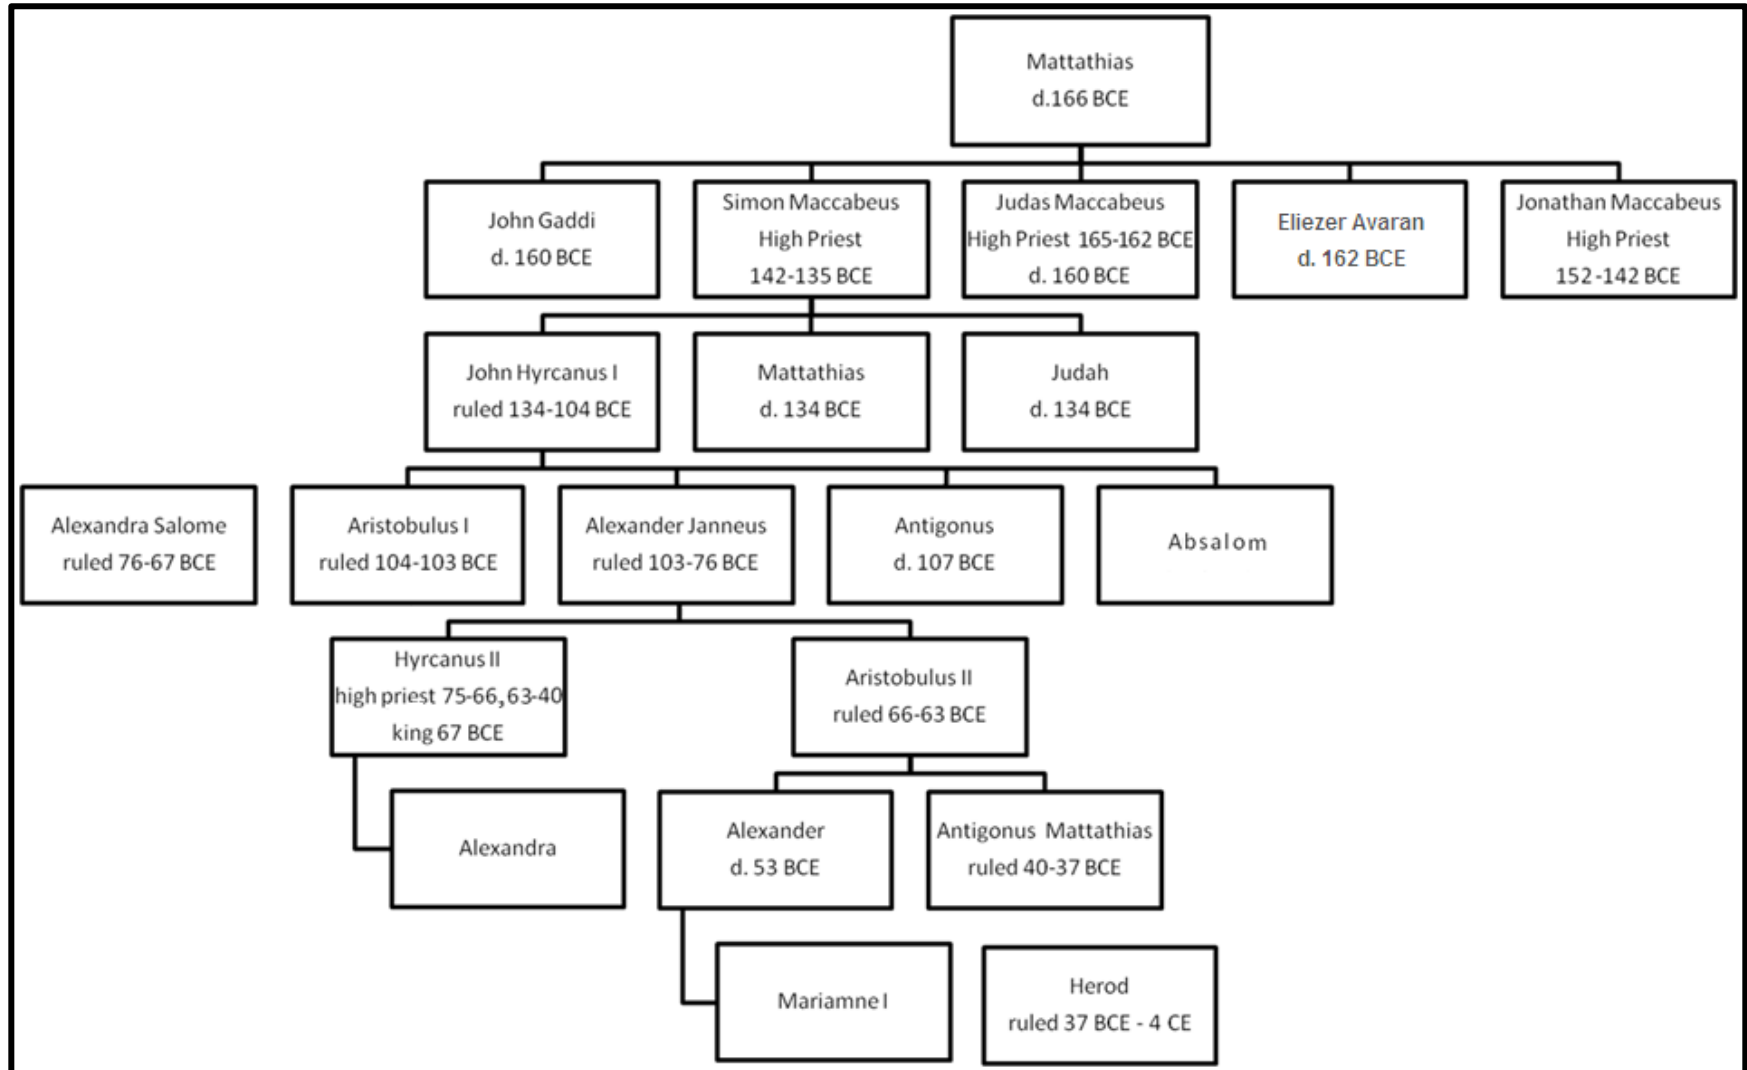 Mattathias
d.166 BCE
John Gaddi
d. 160 BCE
Simon Maccabeus
High Priest
142-135 BCE
Judas Maccabeus
High Priest 165-162 BCE
d. 160 BCE
Eliezer Avaran
d. 162 BCE
Jonathan Maccabeus
High Priest
152-142 BCE
John Hyrcanus I
ruled 134-104 BCE
Mattathias
d. 134 BCE
Judah
d. 134 BCE
Alexandra Salome
ruled 76-67 BCE
Aristobulus I
ruled 104-103 BCE
Alexander Janneus
ruled 103-76 BCE
Antigonus
d. 107 BCE
Absalom
Hyrcanus II
high priest 75-66, 63-40
king 67 BCE
Aristobulus II
ruled 66-63 BCE
Alexandra
Alexander
d. 53 BCE
Antigonus Mattathias
ruled 40-37 BCE
Mariamne I
Herod
ruled 37 BCE - 4 CE